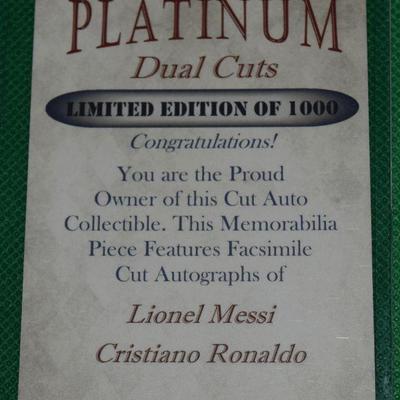 PLATINUM
Dual Cuts
LIMITED EDITION OF 1000
Congratulations!
You are the Proud
Owner of this Cut Auto
Collectible. This Memorabilia
Piece Features Facsimile
Cut Autographs of
Lionel Messi
Cristiano Ronaldo